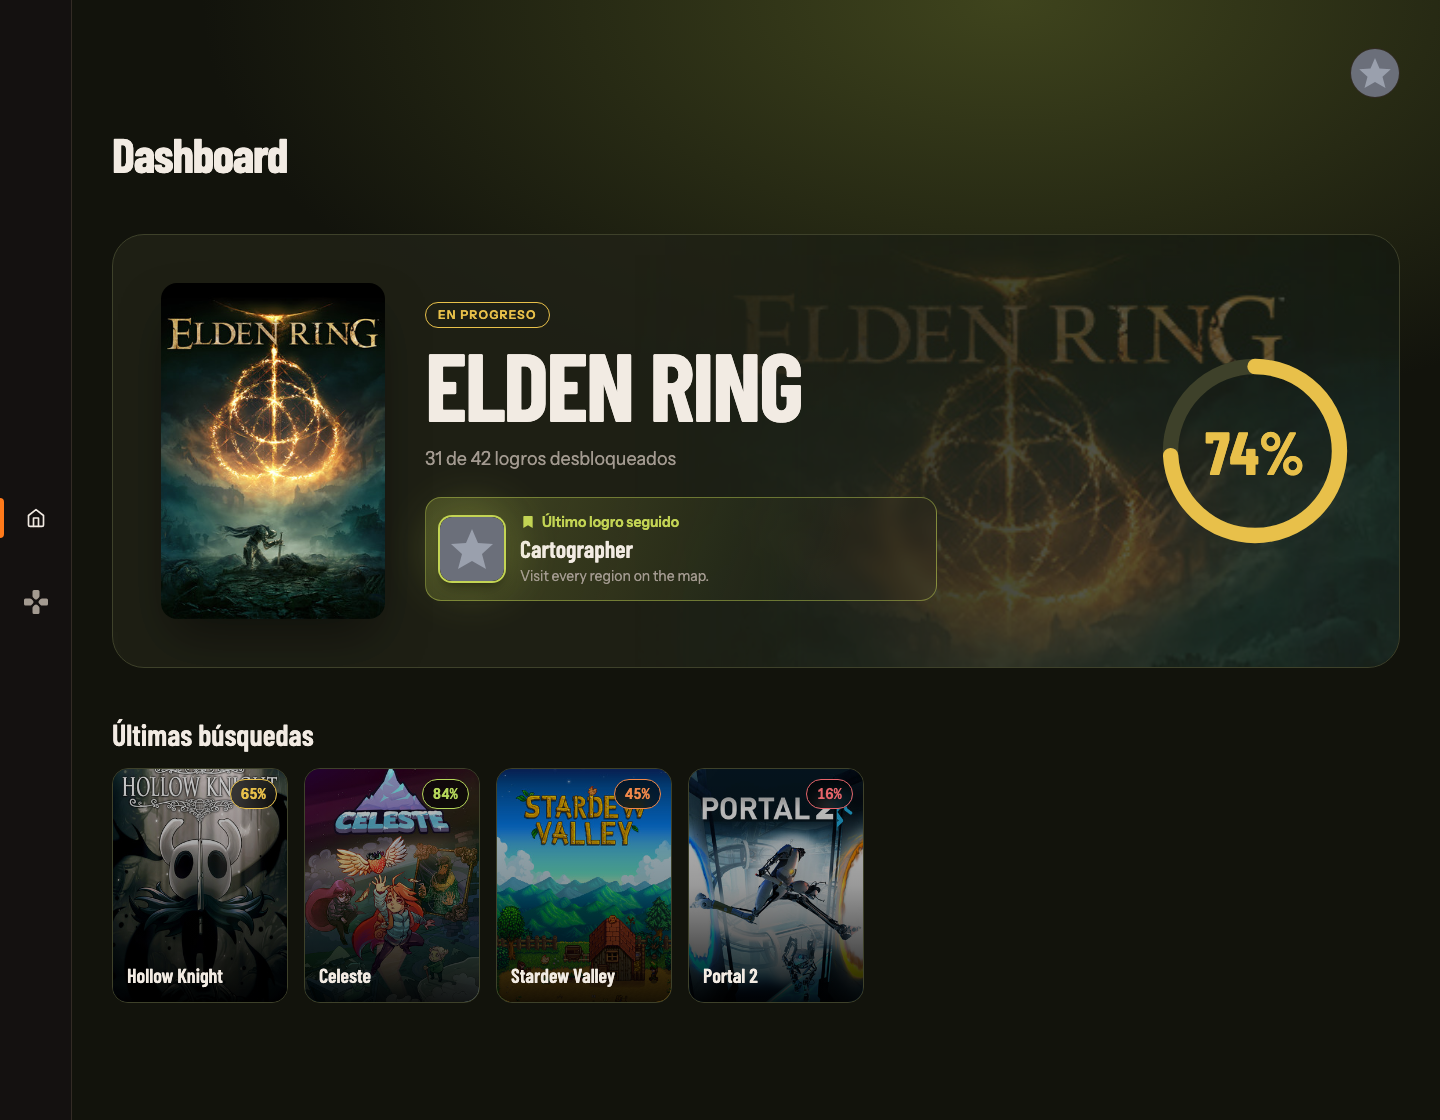 Dashboard
ELDEN RING
EN PROGRESO
ELDEN RING
ELDEN RING
31 de 42 logros desbloqueados
74%
Último logro seguido
Cartographer
Visit every region on the map.
Últimas búsquedas
HOLLOW KNIGHT
65%
Hollow Knight
84%
CELESTE
Celeste
45%
STARDEW
VALLEY
Stardew Valley
16%
PORTAL 2
Portal 2